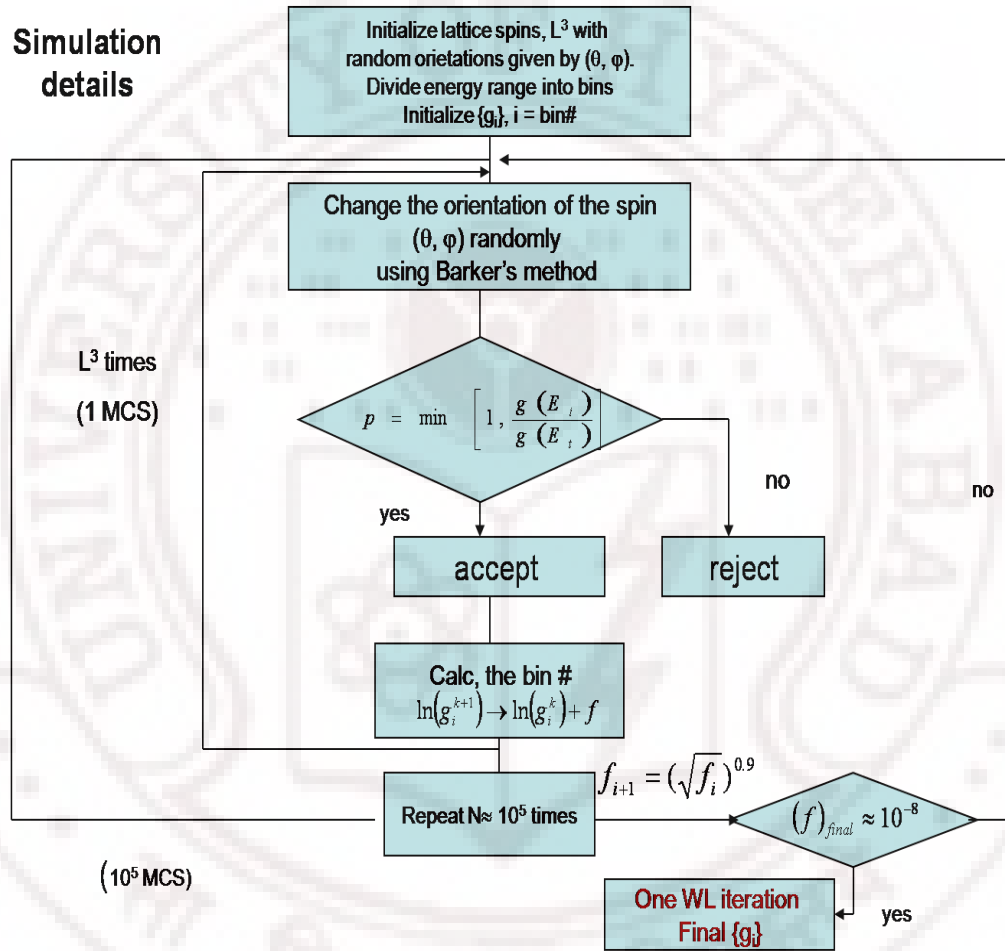 Simulation
details
Initialize lattice spins, L³ with
random orietations given by (θ, φ).
Divide energy range into bins
Initialize {gᵢ}, i = bin#
Change the orientation of the spin
(θ, φ) randomly
using Barker's method
L³ times
(1 MCS)
p = min [1, g (E i) / g (E t)]
no
no
yes
accept
reject
Calc, the bin #
ln(gᵢᵏ⁺¹) → ln(gᵢᵏ) + f
fᵢ₊₁ = (√fᵢ)^0.9
Repeat N≈ 10⁵ times
(f)final ≈ 10⁻⁸
(10⁵ MCS)
One WL iteration
Final {gᵢ}
yes
UNIVERSITY OF HYDERABAD